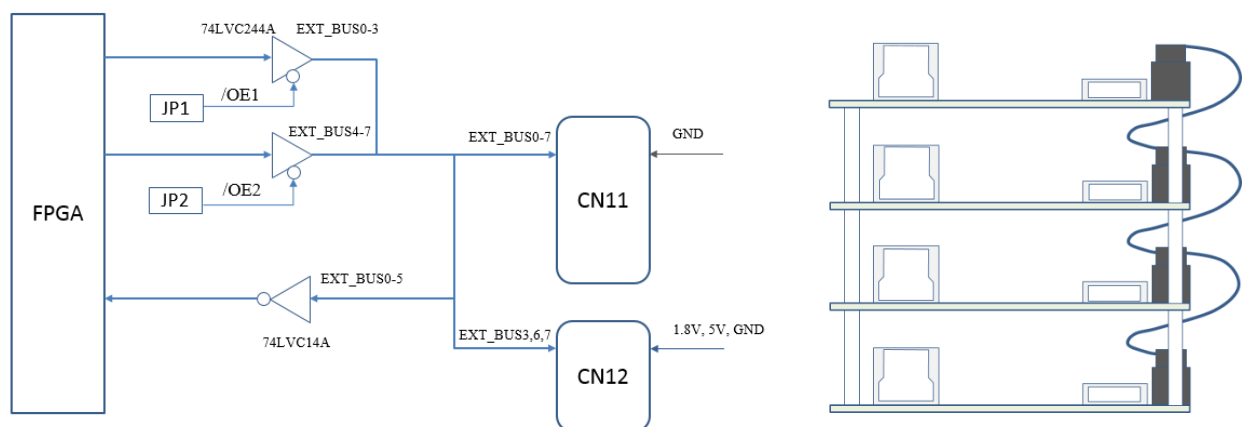 74LVC244A
EXT_BUS0-3
JP1
/OE1
EXT_BUS4-7
JP2
/OE2
FPGA
EXT_BUS0-7
GND
CN11
EXT_BUS0-5
74LVC14A
EXT_BUS3,6,7
1.8V, 5V, GND
CN12